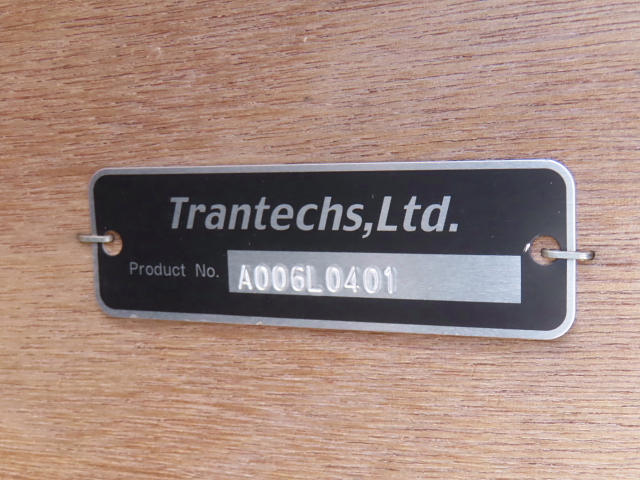 Trantechs,Ltd.
Product No. A006L0401